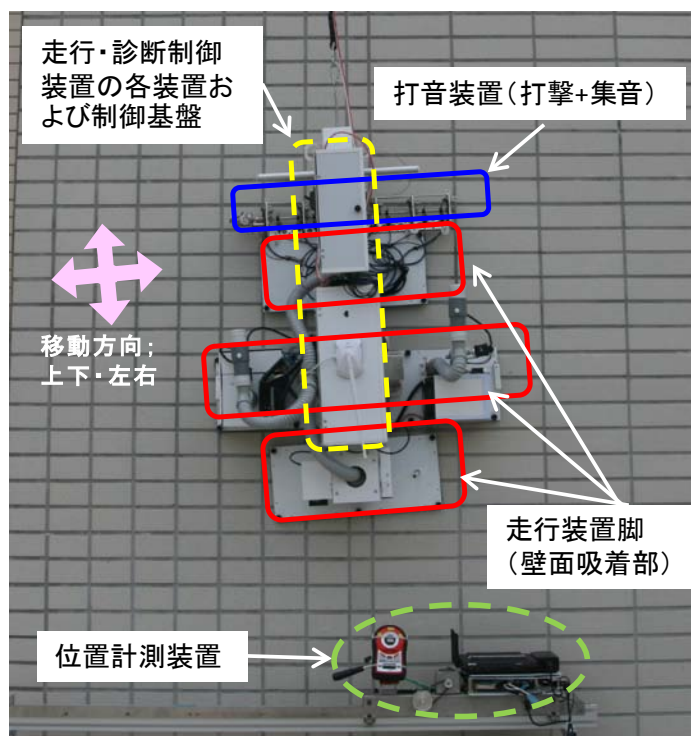 走行・診断制御
装置の各装置お
よび制御基盤
打音装置（打撃+集音）
移動方向；
上下・左右
走行装置脚
（壁面吸着部）
位置計測装置